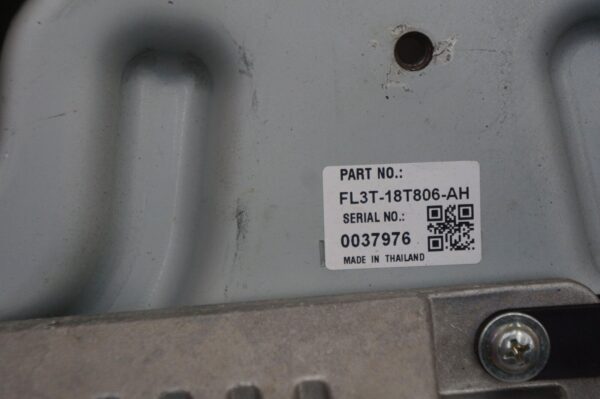 PART NO.:
FL3T-18T806-AH
SERIAL NO.:
0037976
MADE IN THAILAND